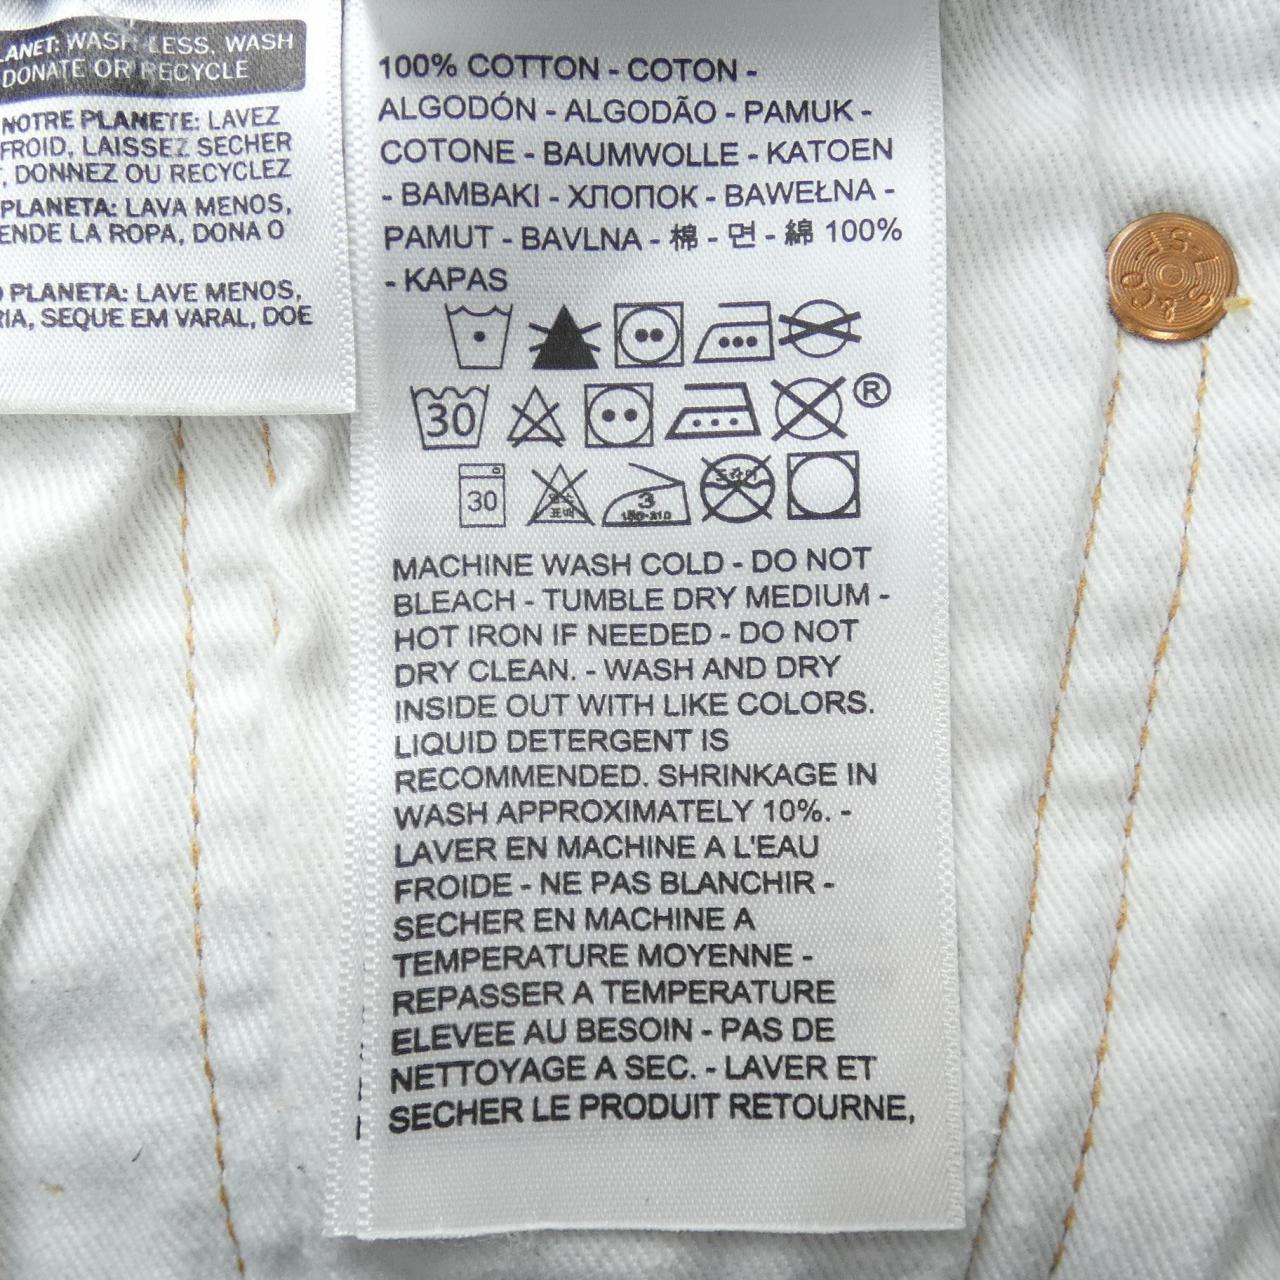 LANET: WASH LESS, WASH
DONATE OR RECYCLE
NOTRE PLANETE: LAVEZ
FROID, LAISSEZ SECHER
, DONNEZ OU RECYCLEZ
PLANETA: LAVA MENOS,
ENDE LA ROPA, DONA O
PLANETA: LAVE MENOS,
RIA, SEQUE EM VARAL, DOE
100% COTTON - COTON -
ALGODÓN - ALGODÃO - PAMUK -
COTONE - BAUMWOLLE - KATOEN
- BAMBAKI - ХЛОПОК - BAWEŁNA -
PAMUT - BAVLNA - 棉 - 면 - 綿 100%
- KAPAS
30
®
30
표백
3
MACHINE WASH COLD - DO NOT
BLEACH - TUMBLE DRY MEDIUM -
HOT IRON IF NEEDED - DO NOT
DRY CLEAN. - WASH AND DRY
INSIDE OUT WITH LIKE COLORS.
LIQUID DETERGENT IS
RECOMMENDED. SHRINKAGE IN
WASH APPROXIMATELY 10%. -
LAVER EN MACHINE A L'EAU
FROIDE - NE PAS BLANCHIR -
SECHER EN MACHINE A
TEMPERATURE MOYENNE -
REPASSER A TEMPERATURE
ELEVEE AU BESOIN - PAS DE
NETTOYAGE A SEC. - LAVER ET
SECHER LE PRODUIT RETOURNE,